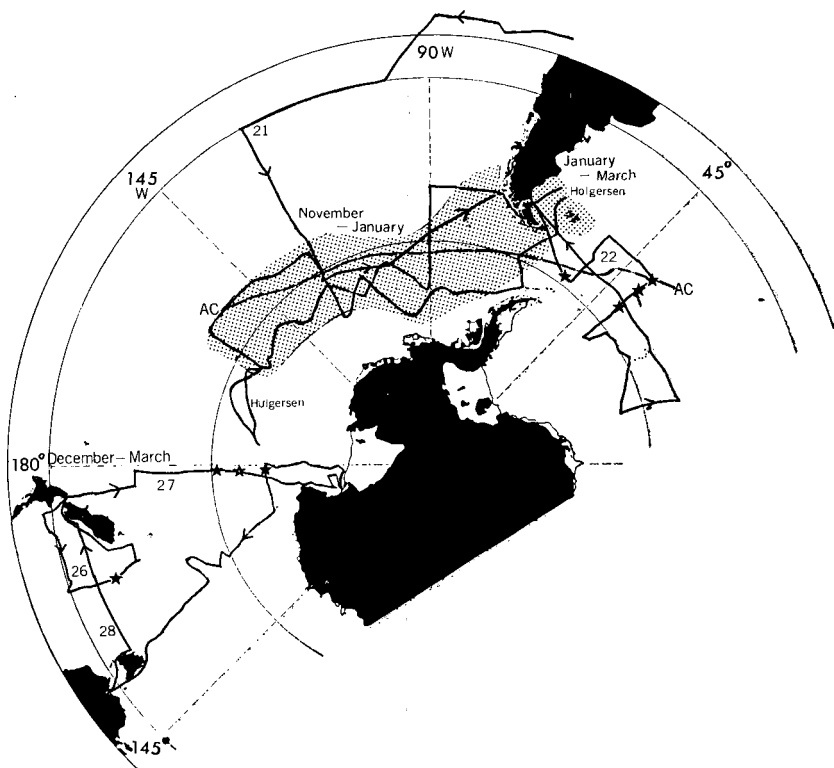 90 W
21
145
W
45°
January
— March
Holgersen
November
— January
22
AC
AC
Holgersen
180°
December — March
27
26
28
145°